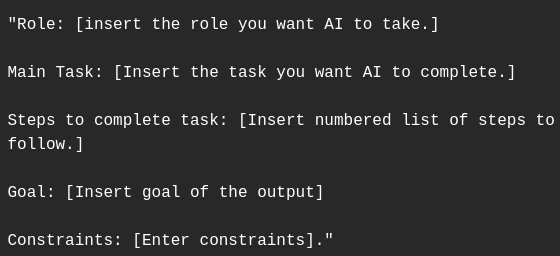 "Role: [insert the role you want AI to take.]
Main Task: [Insert the task you want AI to complete.]
Steps to complete task: [Insert numbered list of steps to
follow.]
Goal: [Insert goal of the output]
Constraints: [Enter constraints]."